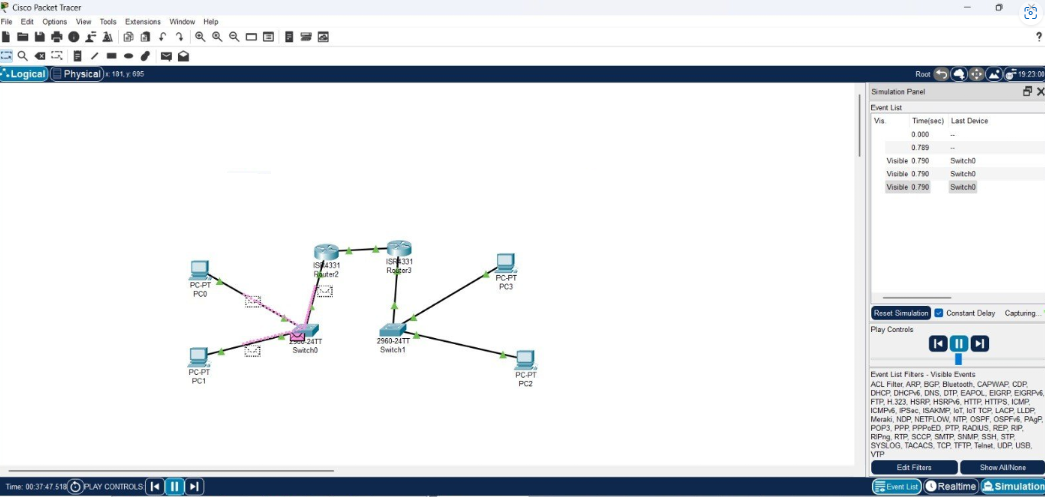 Cisco Packet Tracer
File Edit Options View Tools Extensions Window Help
?
Logical Physical x: 181, y: 695 Root 19:23:00
Simulation Panel
Event List
Vis. Time(sec) Last Device
0.000 --
0.789 --
Visible 0.790 Switch0
Visible 0.790 Switch0
Visible 0.790 Switch0
ISR4331
Router2
ISR4331
Router3
PC-PT
PC0
PC-PT
PC3
2960-24TT
Switch0
2960-24TT
Switch1
PC-PT
PC1
PC-PT
PC2
Reset Simulation Constant Delay Capturing...
Play Controls
Event List Filters - Visible Events
ACL Filter, ARP, BGP, Bluetooth, CAPWAP, CDP,
DHCP, DHCPv6, DNS, DTP, EAPOL, EIGRP, EIGRPv6,
FTP, H.323, HSRP, HSRPv6, HTTP, HTTPS, ICMP,
ICMPv6, IPSec, ISAKMP, IoT, IoT TCP, LACP, LLDP,
Meraki, NDP, NETFLOW, NTP, OSPF, OSPFv6, PAgP,
POP3, PPP, PPPoED, PTP, RADIUS, REP, RIP,
RIPng, RTP, SCCP, SMTP, SNMP, SSH, STP,
SYSLOG, TACACS, TCP, TFTP, Telnet, UDP, USB,
VTP
Edit Filters Show All/None
Time: 00:37:47.518 PLAY CONTROLS: Event List Realtime Simulation